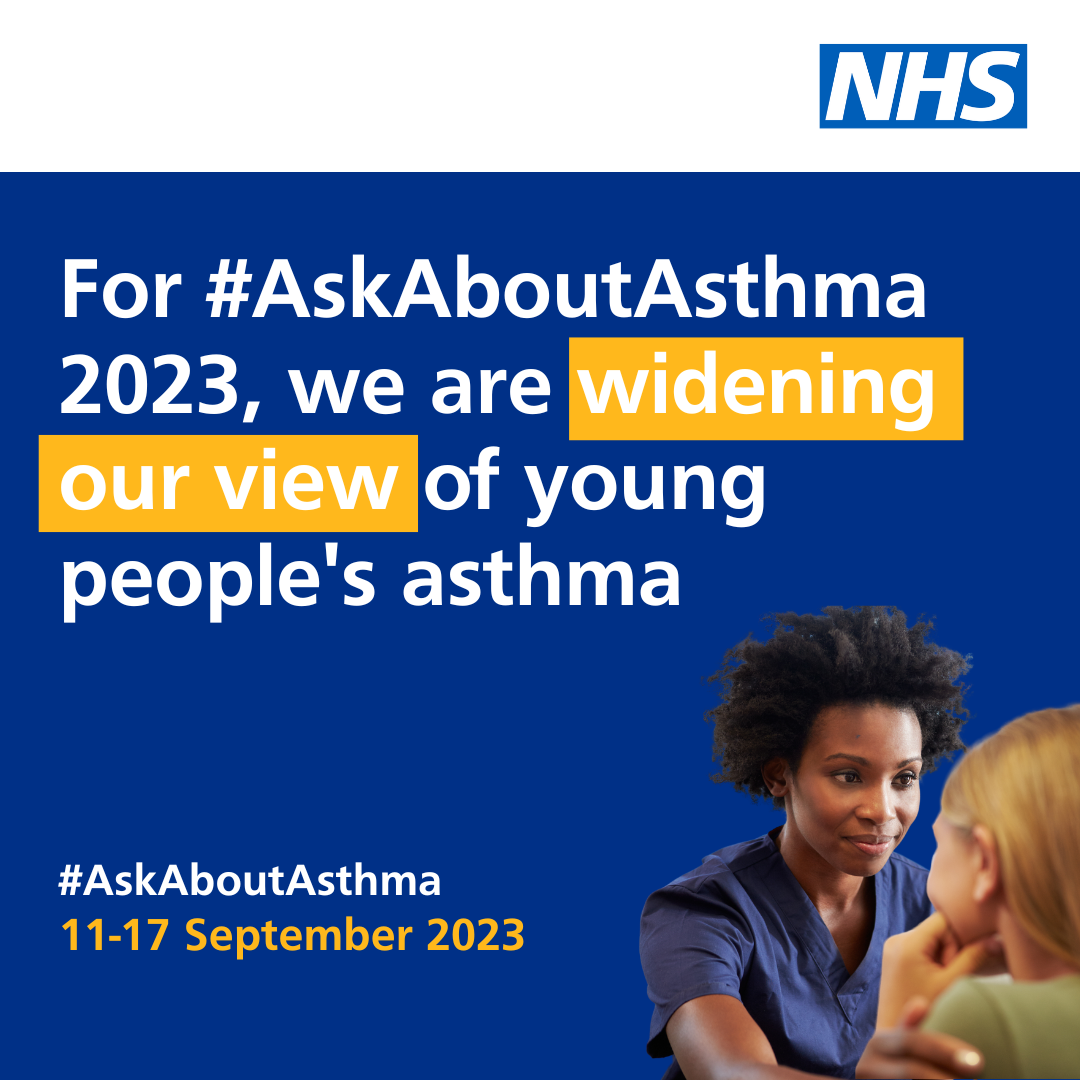 NHS
For #AskAboutAsthma
2023, we are widening
our view of young
people's asthma
#AskAboutAsthma
11-17 September 2023